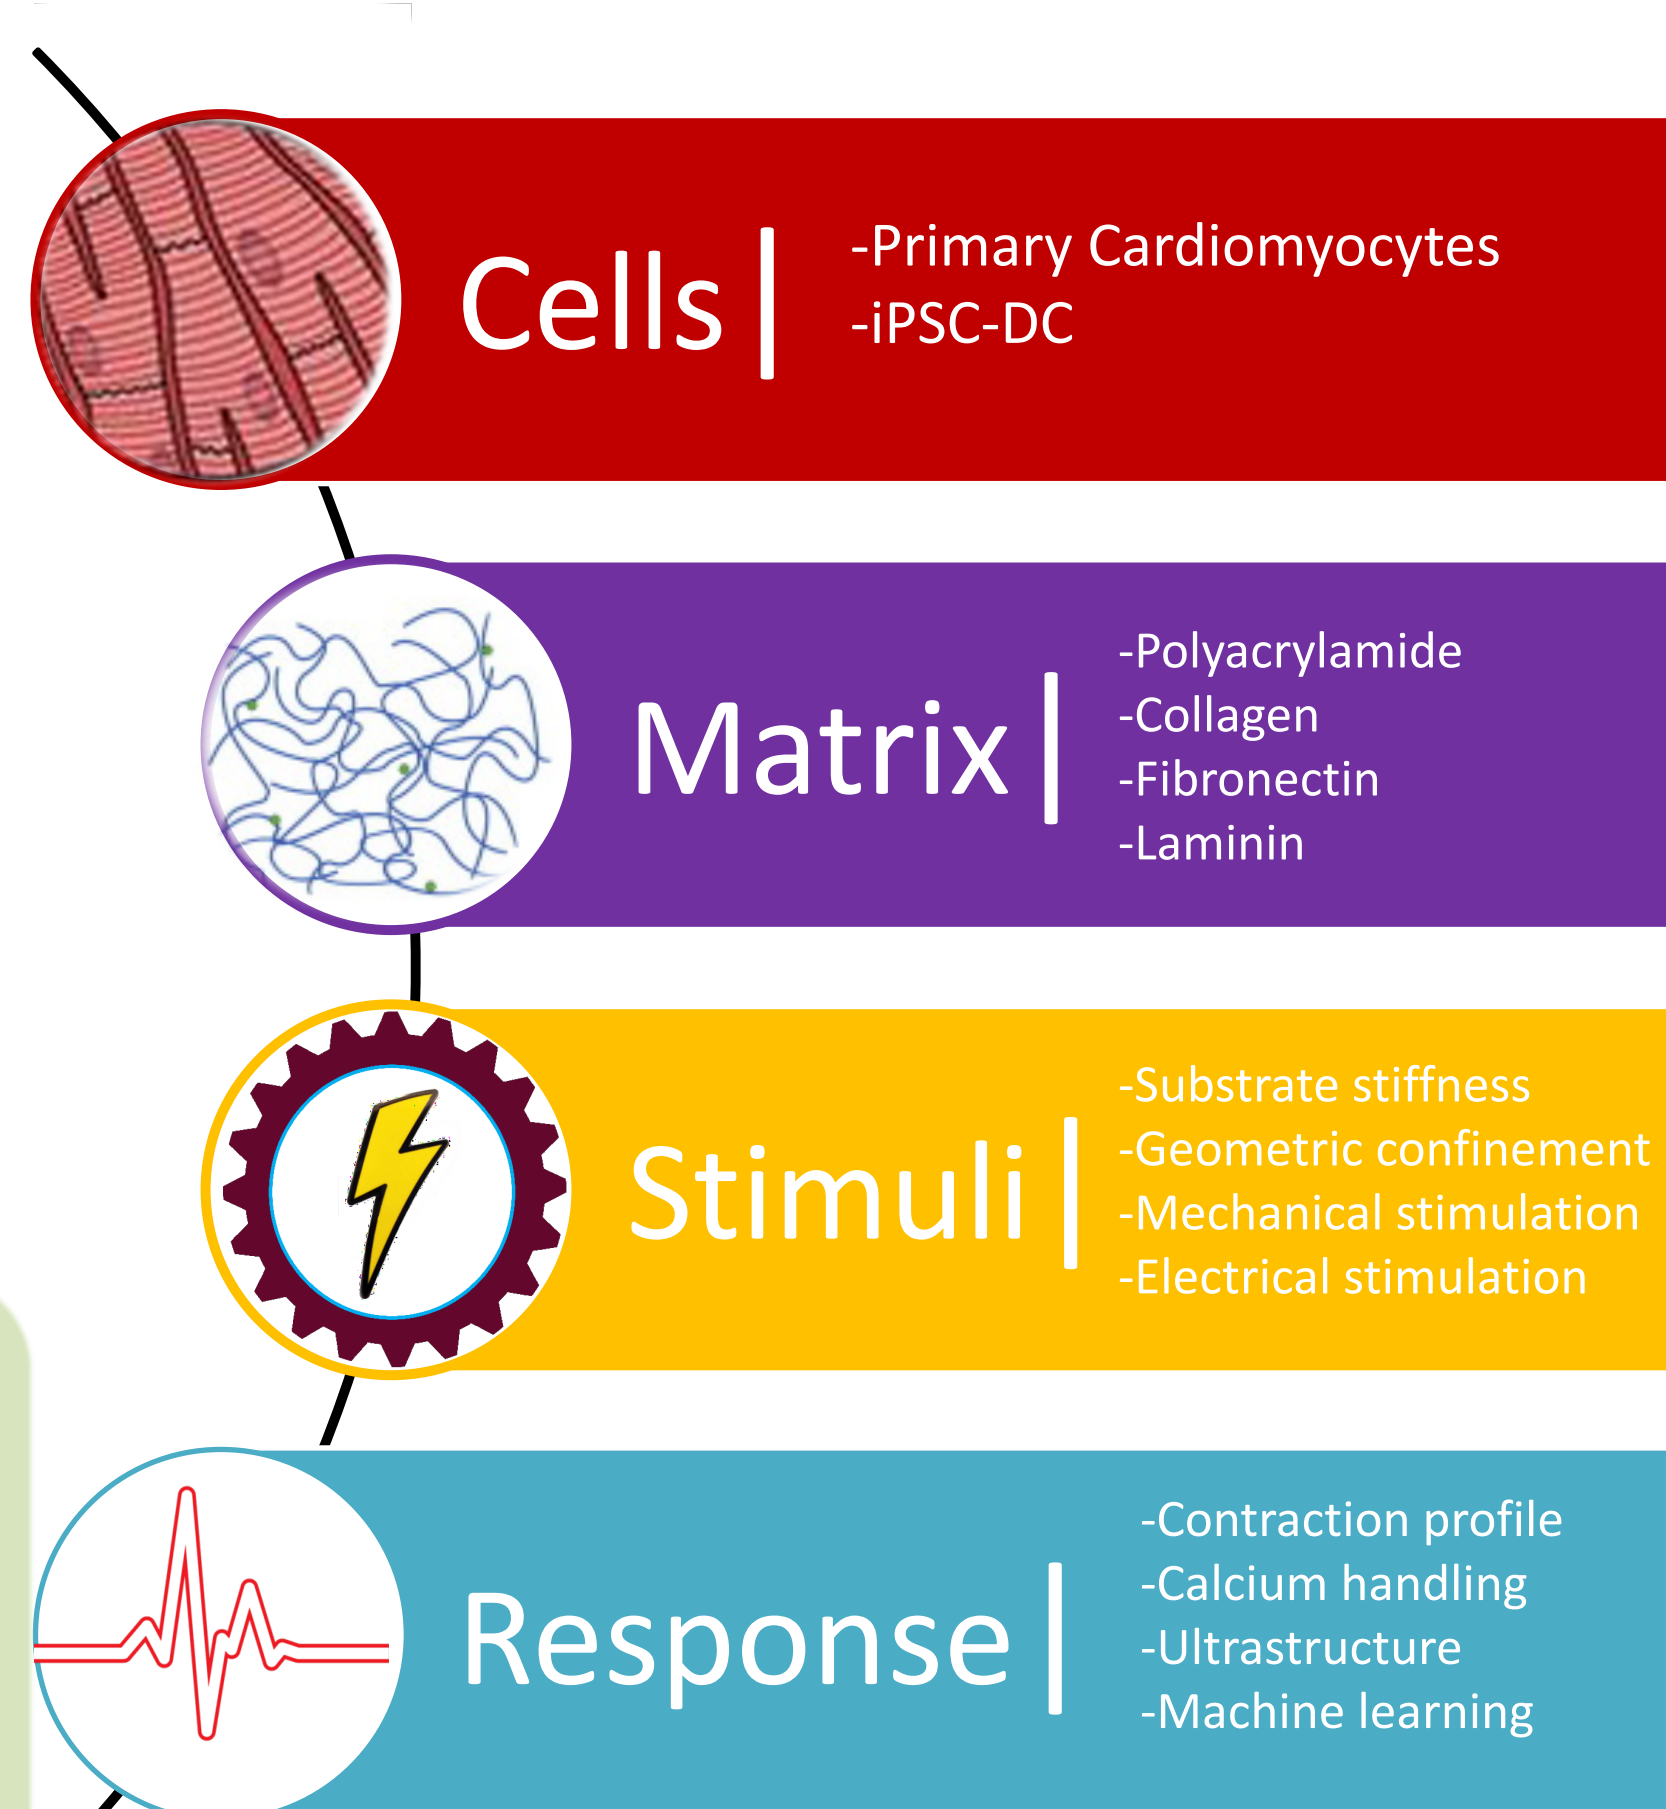 Cells
-Primary Cardiomyocytes
-iPSC-DC
Matrix
-Polyacrylamide
-Collagen
-Fibronectin
-Laminin
Stimuli
-Substrate stiffness
-Geometric confinement
-Mechanical stimulation
-Electrical stimulation
Response
-Contraction profile
-Calcium handling
-Ultrastructure
-Machine learning